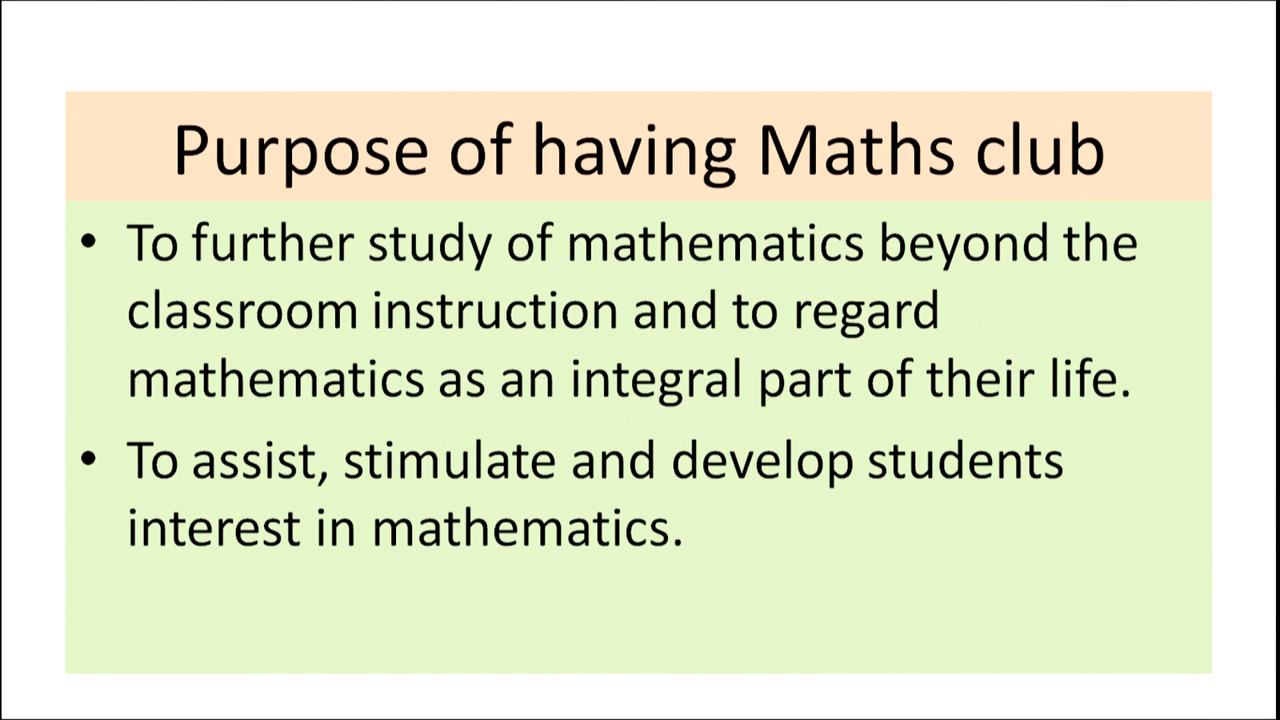 Purpose of having Maths club
• To further study of mathematics beyond the
classroom instruction and to regard
mathematics as an integral part of their life.
• To assist, stimulate and develop students
interest in mathematics.